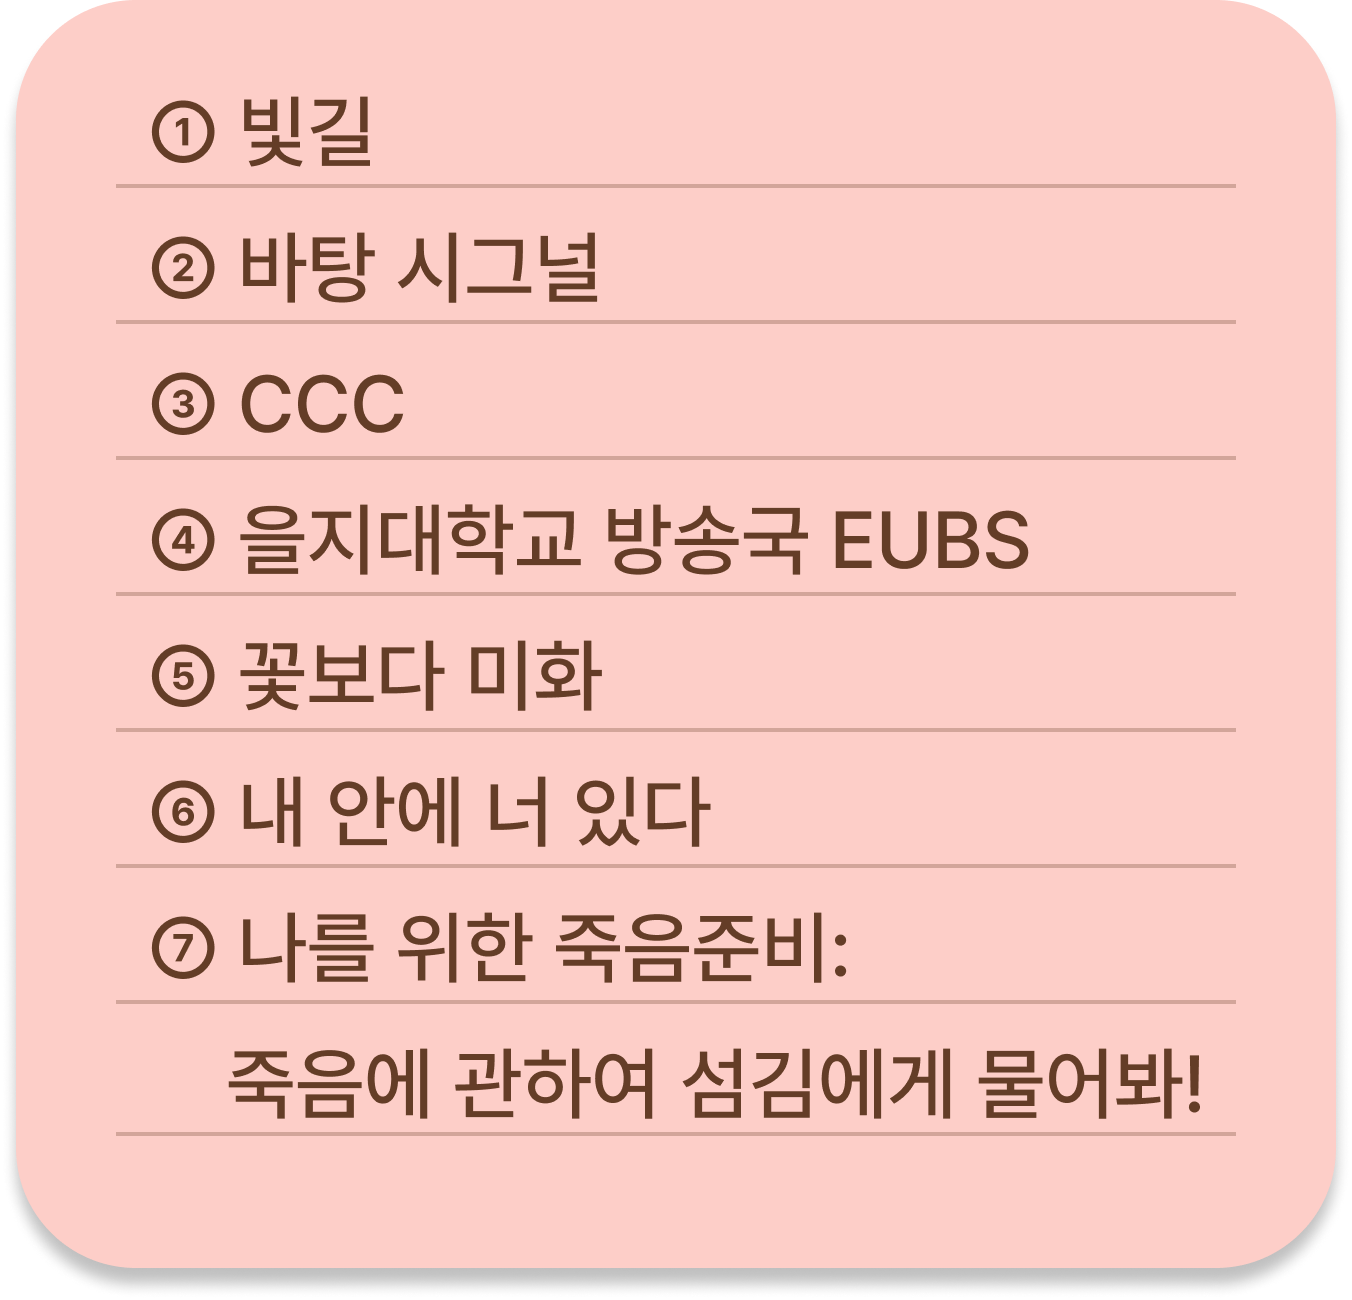 ① 빛길
② 바탕 시그널
③ CCC
④ 을지대학교 방송국 EUBS
⑤ 꽃보다 미화
⑥ 내 안에 너 있다
⑦ 나를 위한 죽음준비:
죽음에 관하여 섬김에게 물어봐!